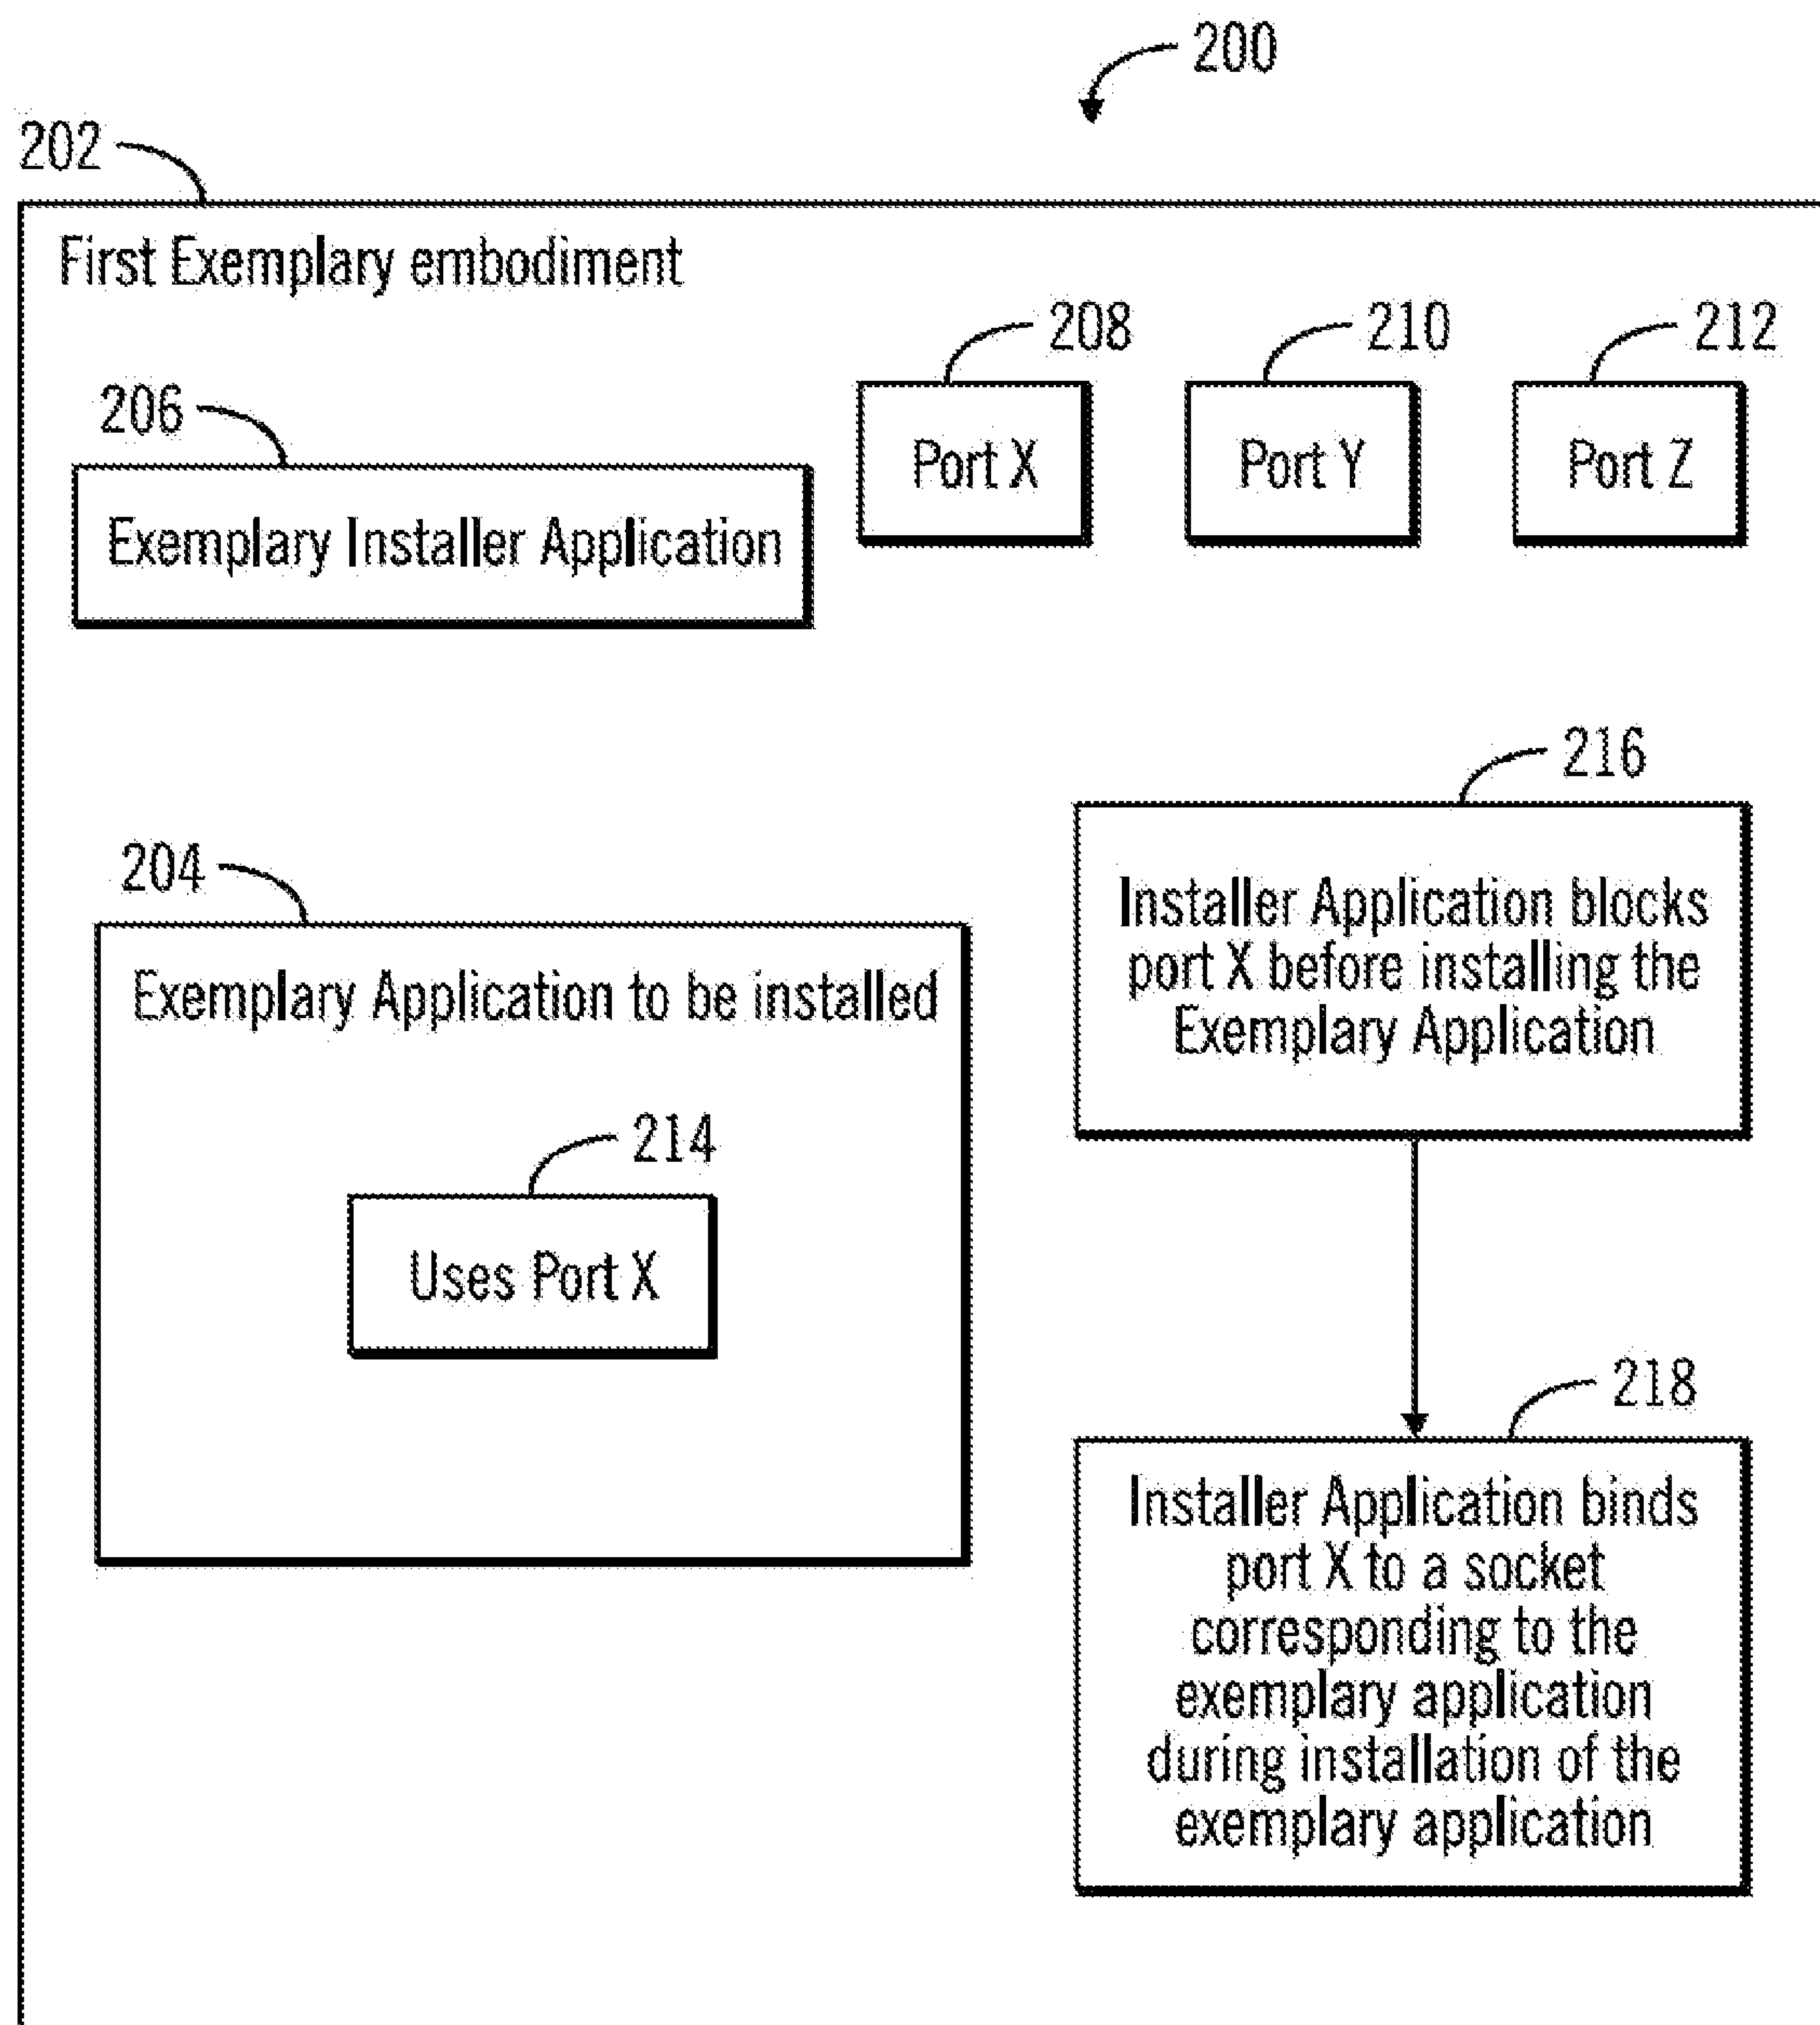 200
202
First Exemplary embodiment
208
210
212
206
Port X
Port Y
Port Z
Exemplary Installer Application
216
204
Installer Application blocks
port X before installing the
Exemplary Application
Exemplary Application to be installed
214
Uses Port X
218
Installer Application binds
port X to a socket
corresponding to the
exemplary application
during installation of the
exemplary application